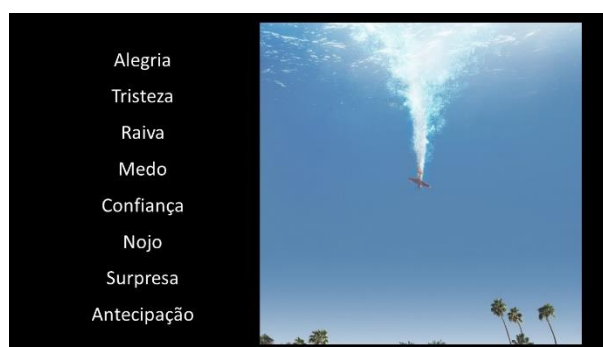 Alegria
Tristeza
Raiva
Medo
Confiança
Nojo
Surpresa
Antecipação